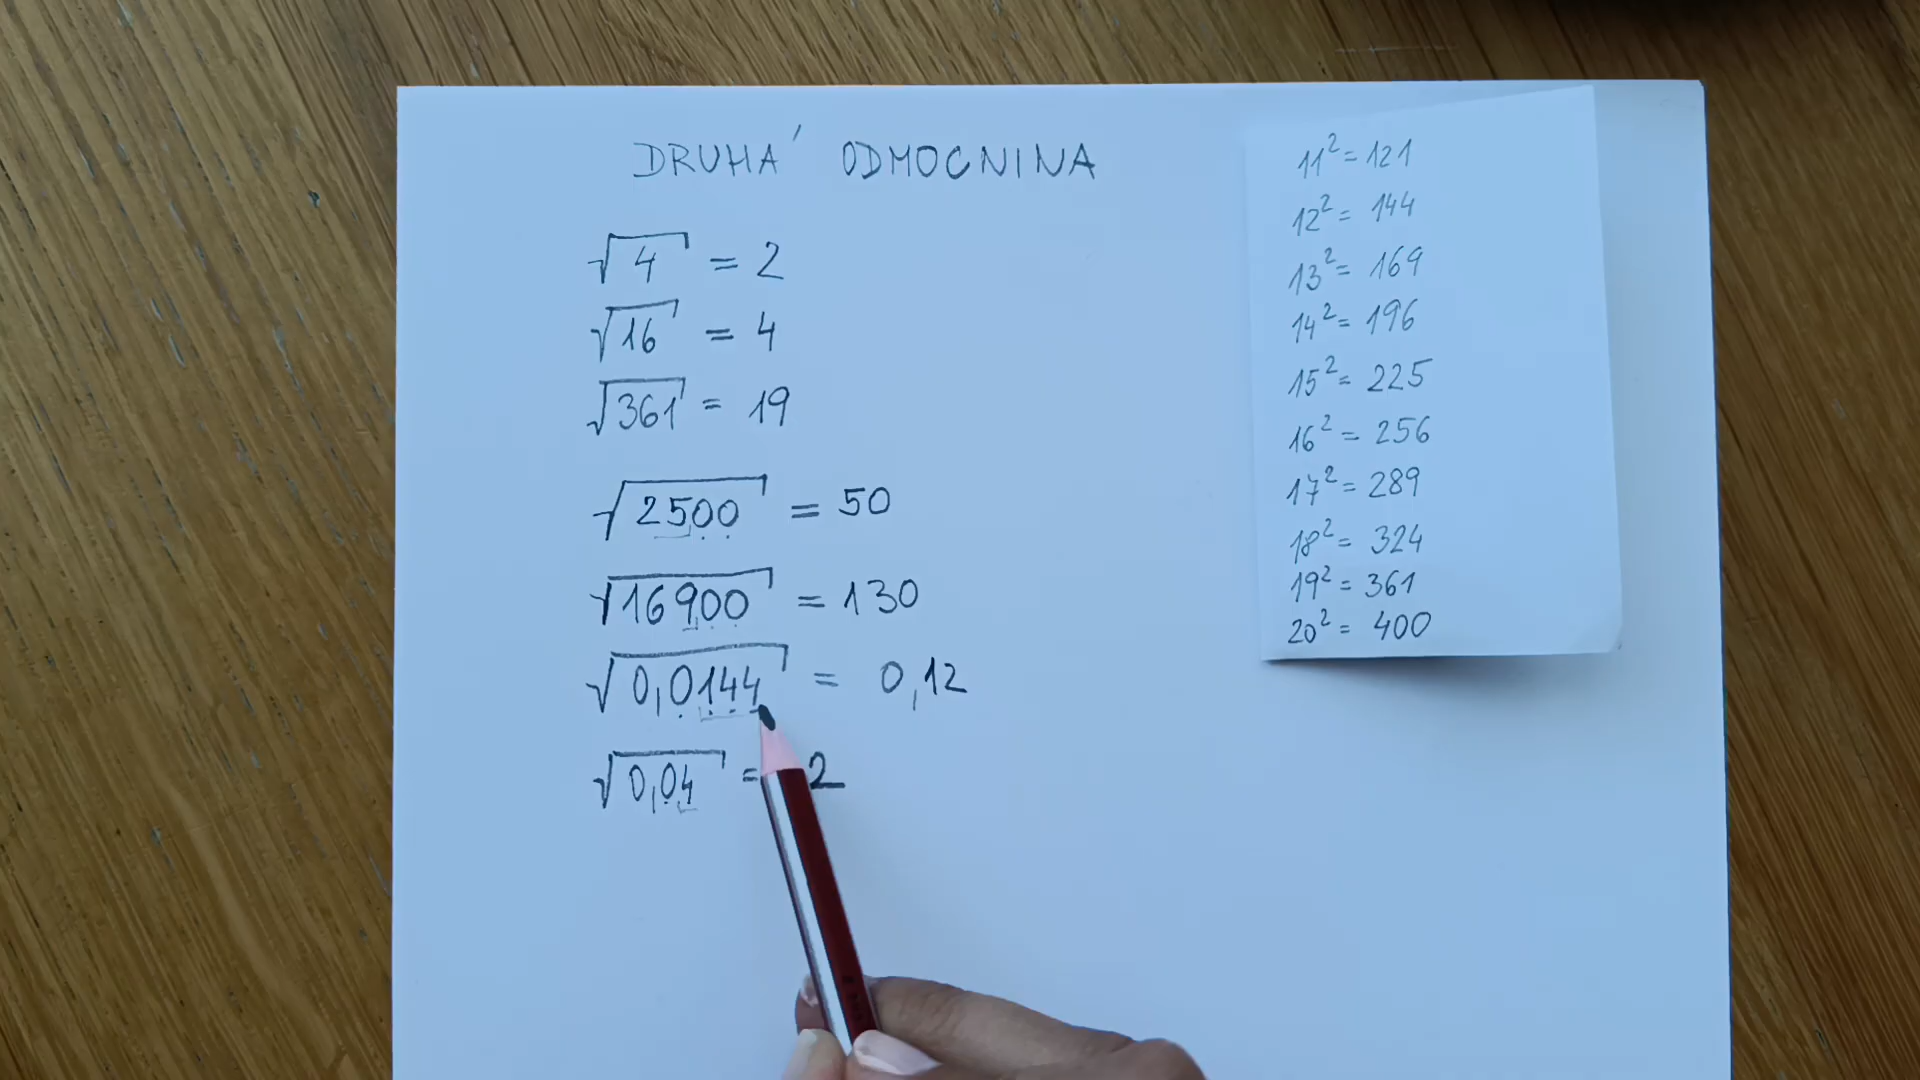 DRUHÁ ODMOCNINA
√4 = 2
√16 = 4
√361 = 19
√2500 = 50
√16900 = 130
√0,0144 = 0,12
√0,04 = 2
11² = 121
12² = 144
13² = 169
14² = 196
15² = 225
16² = 256
17² = 289
18² = 324
19² = 361
20² = 400